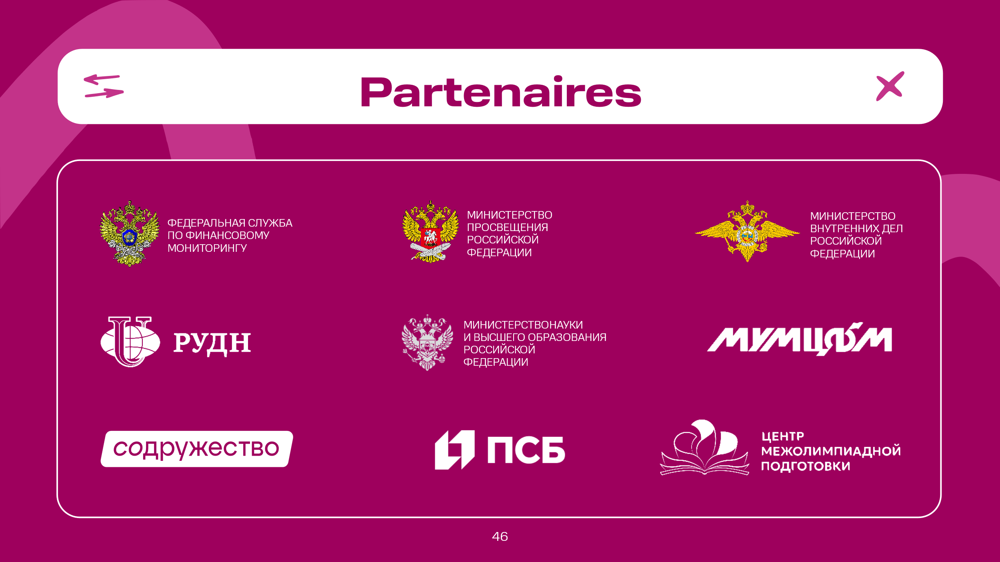 Partenaires
ФЕДЕРАЛЬНАЯ СЛУЖБА
ПО ФИНАНСОВОМУ
МОНИТОРИНГУ
МИНИСТЕРСТВО
ПРОСВЕЩЕНИЯ
РОССИЙСКОЙ
ФЕДЕРАЦИИ
МИНИСТЕРСТВО
ВНУТРЕННИХ ДЕЛ
РОССИЙСКОЙ
ФЕДЕРАЦИИ
РУДН
МИНИСТЕРСТВОНАУКИ
И ВЫСШЕГО ОБРАЗОВАНИЯ
РОССИЙСКОЙ
ФЕДЕРАЦИИ
МУМЦФМ
содружество
ПСБ
ЦЕНТР
МЕЖОЛИМПИАДНОЙ
ПОДГОТОВКИ
46